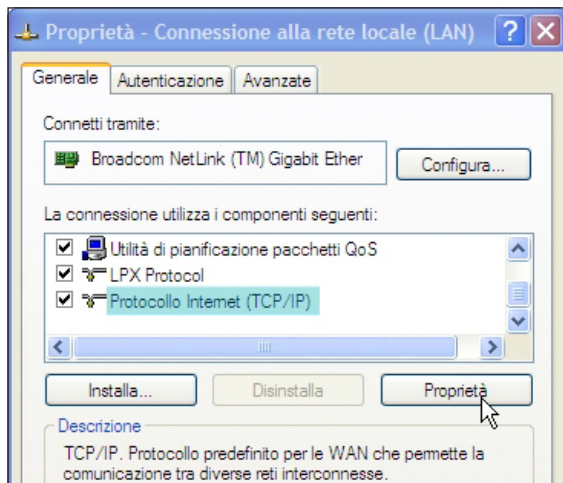 Proprietà - Connessione alla rete locale (LAN)
Generale Autenticazione Avanzate
Connetti tramite:
Broadcom NetLink (TM) Gigabit Ether Configura...
La connessione utilizza i componenti seguenti:
Utilità di pianificazione pacchetti QoS
LPX Protocol
Protocollo Internet (TCP/IP)
Installa... Disinstalla Proprietà
Descrizione
TCP/IP. Protocollo predefinito per le WAN che permette la
comunicazione tra diverse reti interconnesse.